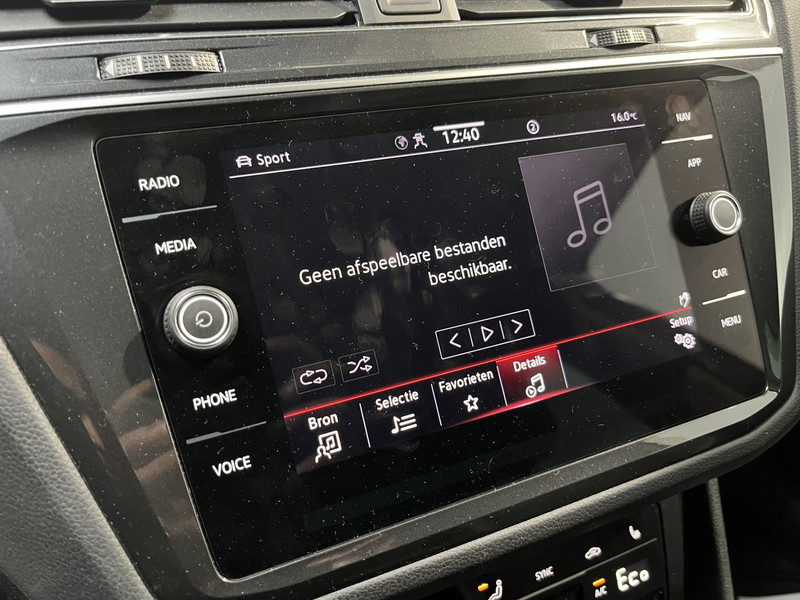 RADIO
MEDIA
PHONE
VOICE
Sport
12:40
2
16.0°C
Geen afspeelbare bestanden
beschikbaar.
Bron
Selectie
Favorieten
Details
Setup
NAV
APP
CAR
MENU
SYNC
A/C
Eco